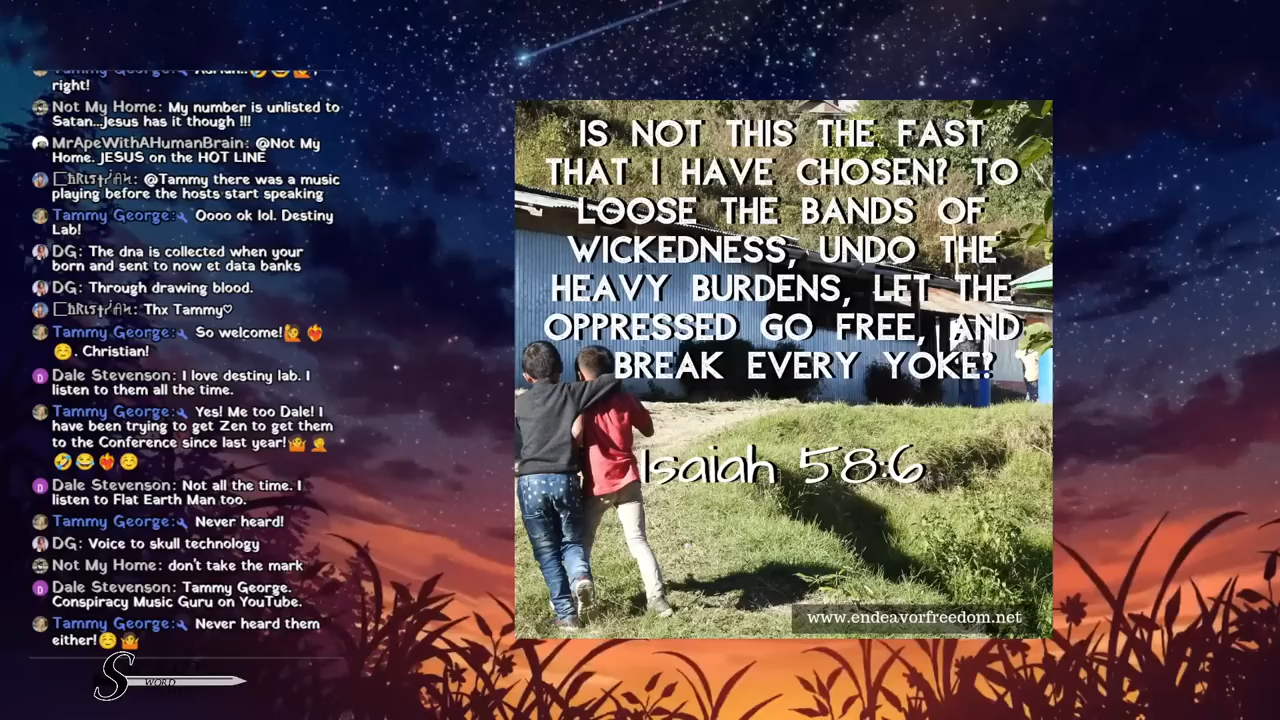 right!
Not My Home: My number is unlisted to
Satan...Jesus has it though !!!
MrApeWithAHumanBrain: @Not My
Home. JESUS on the HOT LINE
@Tammy there was a music
playing before the hosts start speaking
Tammy George: Oooo ok lol. Destiny
Lab!
DG: The dna is collected when your
born and sent to now et data banks
DG: Through drawing blood.
Thx Tammy♡
Tammy George: So welcome!🙋 ❤️‍🔥
☺️. Christian!
D Dale Stevenson: I love destiny lab. I
listen to them all the time.
Tammy George: Yes! Me too Dale! I
have been trying to get Zen to get them
to the Conference since last year!🤷 🤦
🤣😂❤️‍🔥☺️
D Dale Stevenson: Not all the time. I
listen to Flat Earth Man too.
Tammy George: Never heard!
DG: Voice to skull technology
Not My Home: don't take the mark
D Dale Stevenson: Tammy George.
Conspiracy Music Guru on YouTube.
Tammy George: Never heard them
either!☺️🤷
S WORD
IS NOT THIS THE FAST
THAT I HAVE CHOSEN? TO
LOOSE THE BANDS OF
WICKEDNESS, UNDO THE
HEAVY BURDENS, LET THE
OPPRESSED GO FREE, AND
BREAK EVERY YOKE?
Isaiah 58:6
www.endeavorfreedom.net